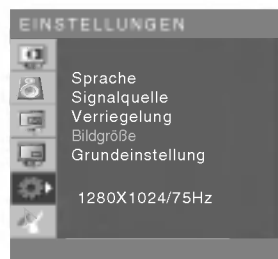 EINSTELLUNGEN
Sprache
Signalquelle
Verriegelung
Bildgröße
Grundeinstellung
1280X1024/75Hz